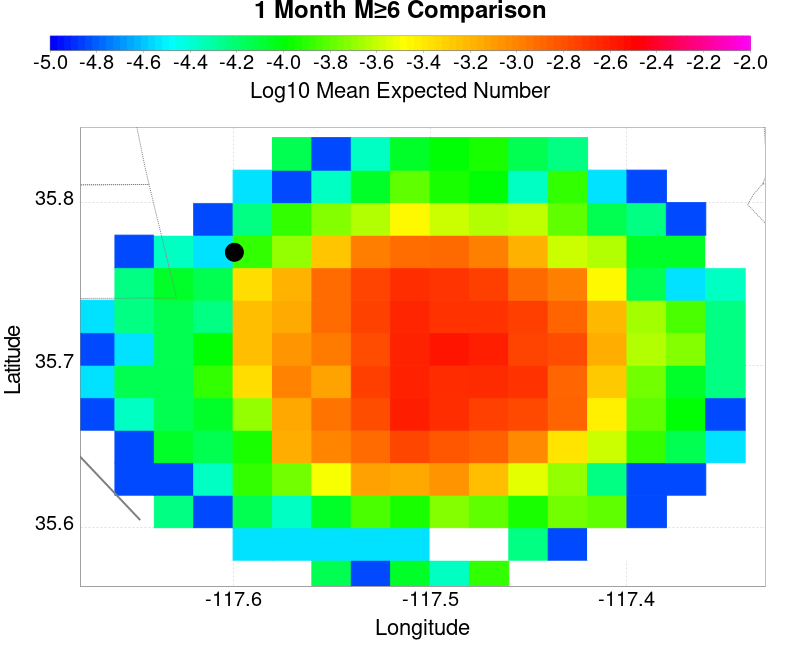 1 Month M≥6 Comparison
-5.0 -4.8 -4.6 -4.4 -4.2 -4.0 -3.8 -3.6 -3.4 -3.2 -3.0 -2.8 -2.6 -2.4 -2.2 -2.0
Log10 Mean Expected Number
35.8
35.7
35.6
Latitude
-117.6 -117.5 -117.4
Longitude